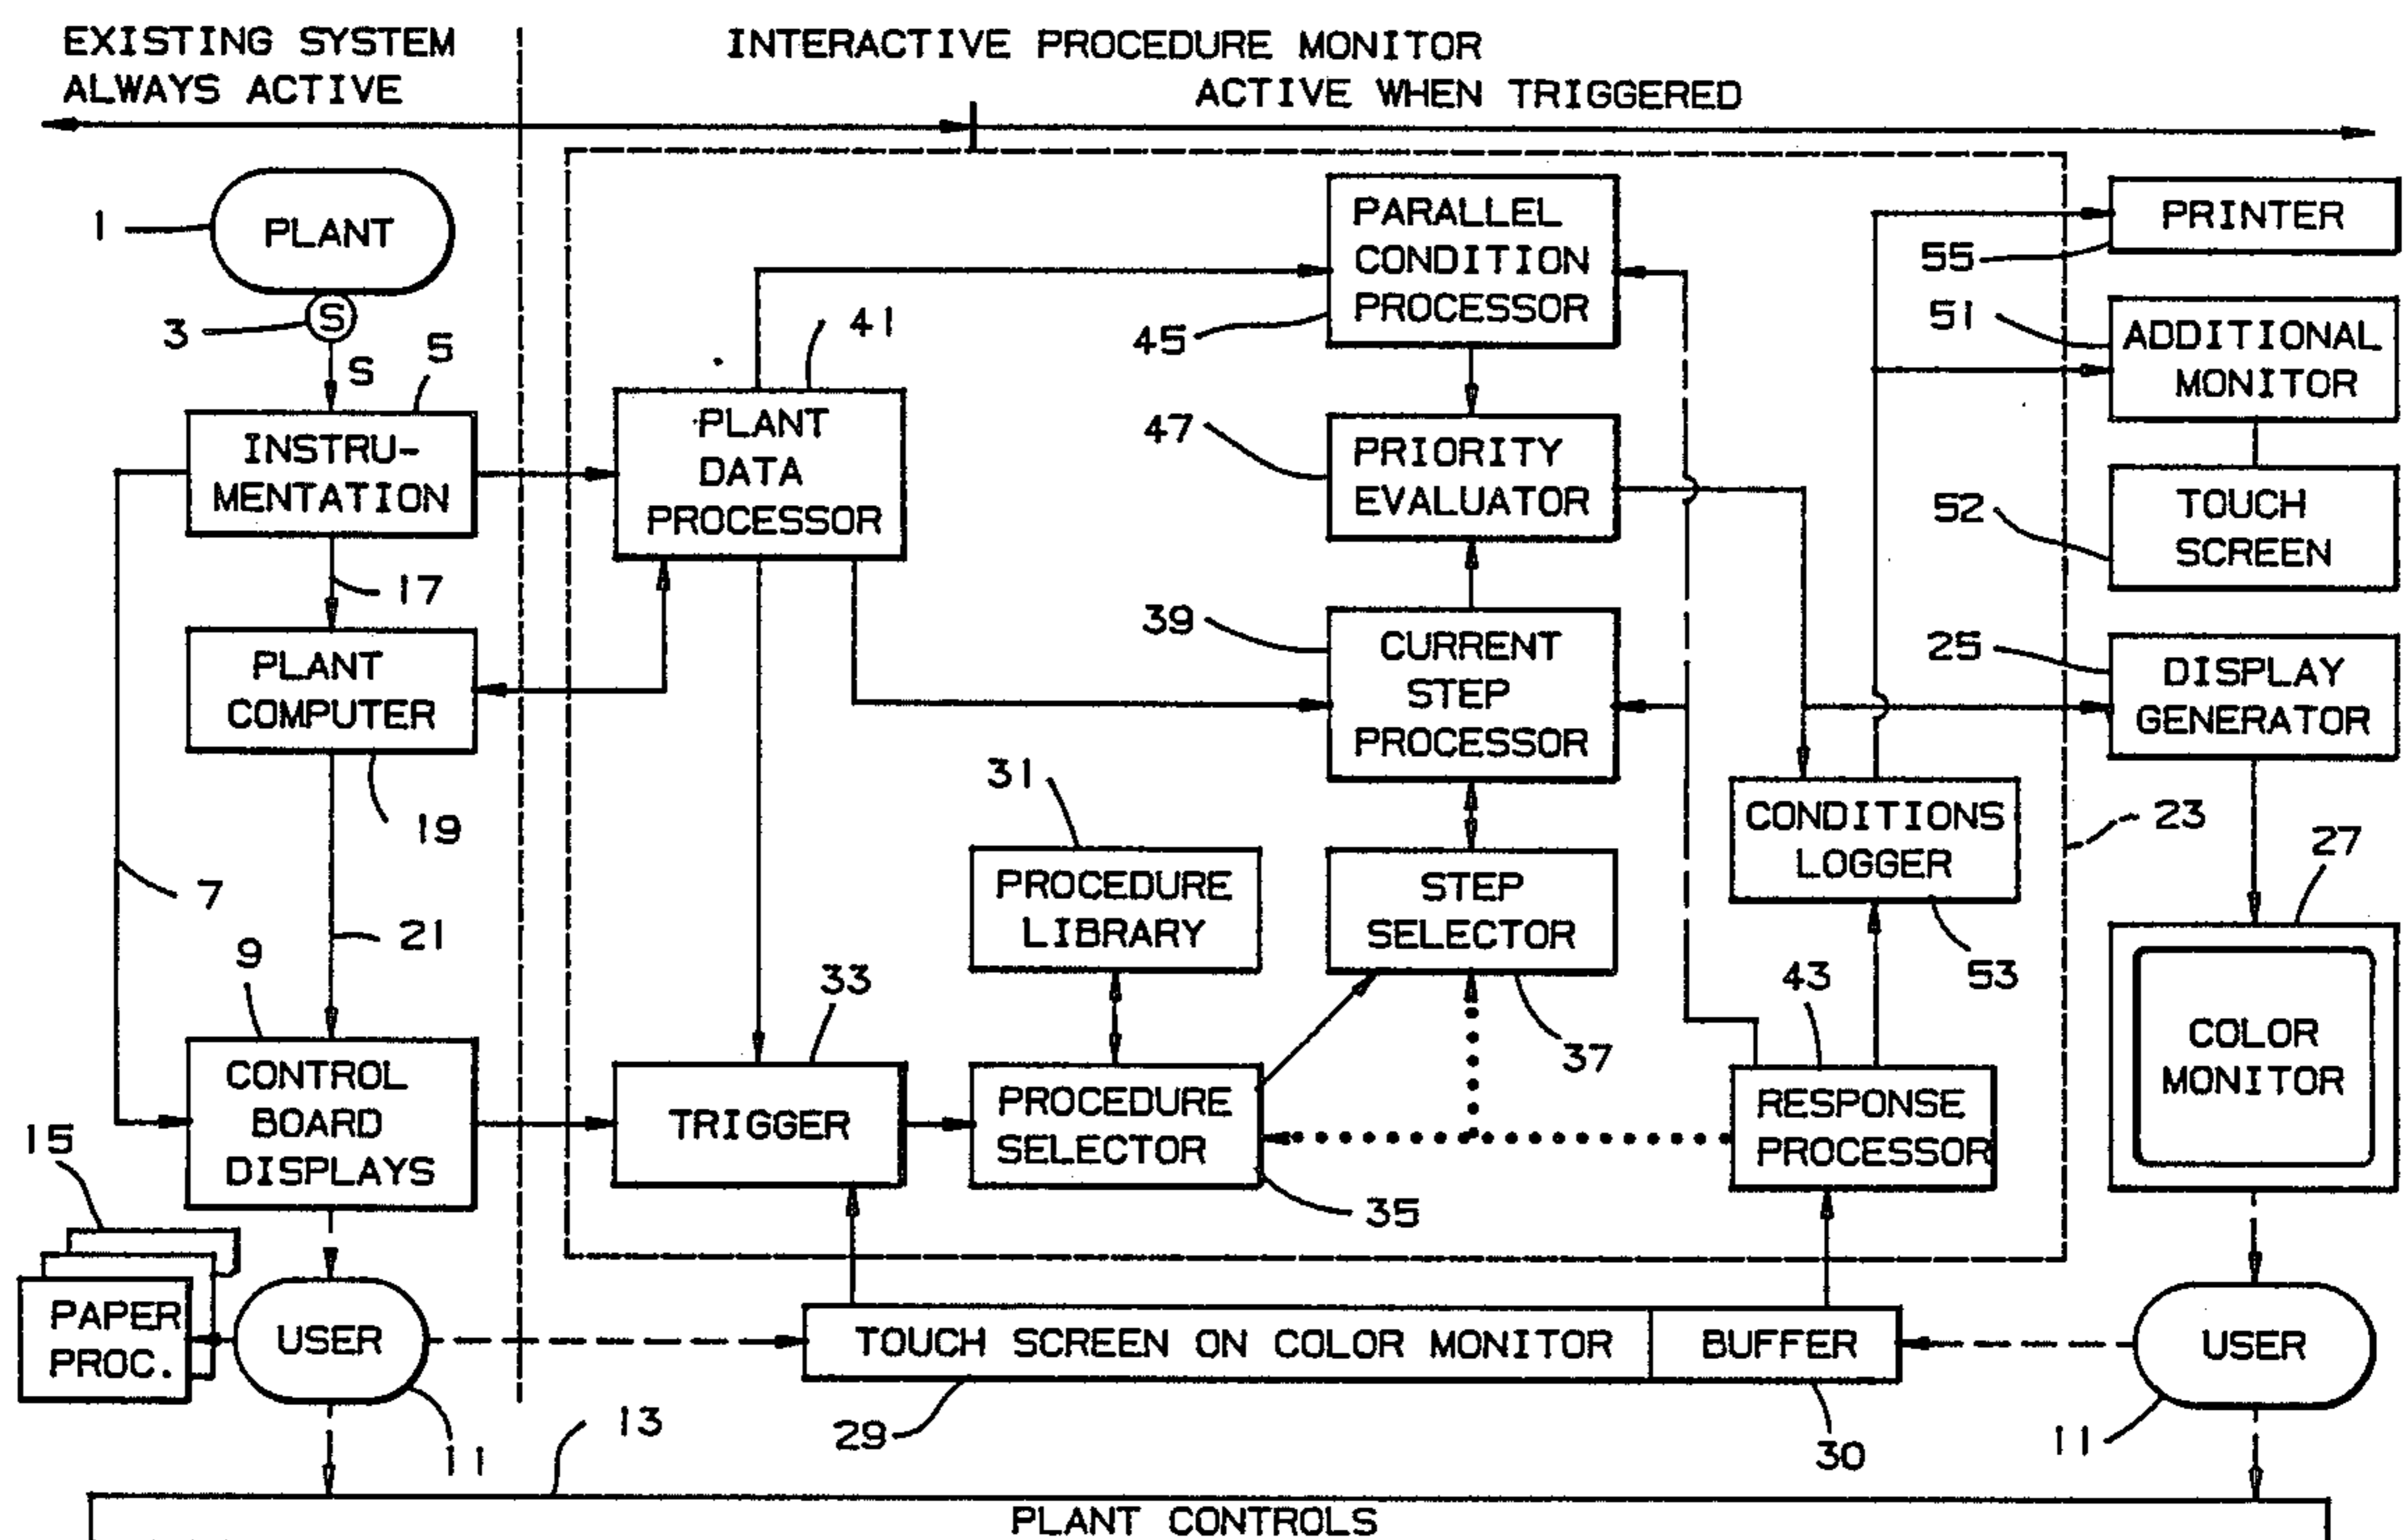 EXISTING SYSTEM
ALWAYS ACTIVE
INTERACTIVE PROCEDURE MONITOR
ACTIVE WHEN TRIGGERED
1
PLANT
3
S
S
5
INSTRU-
MENTATION
17
PLANT
COMPUTER
19
7
21
9
CONTROL
BOARD
DISPLAYS
15
PAPER
PROC.
USER
11
13
41
PLANT
DATA
PROCESSOR
33
TRIGGER
31
PROCEDURE
LIBRARY
PROCEDURE
SELECTOR
35
PARALLEL
CONDITION
PROCESSOR
45
47
PRIORITY
EVALUATOR
39
CURRENT
STEP
PROCESSOR
STEP
SELECTOR
37
CONDITIONS
LOGGER
53
43
RESPONSE
PROCESSOR
23
PRINTER
55
51
ADDITIONAL
MONITOR
52
TOUCH
SCREEN
25
DISPLAY
GENERATOR
27
COLOR
MONITOR
TOUCH SCREEN ON COLOR MONITOR
BUFFER
29
30
USER
11
PLANT CONTROLS